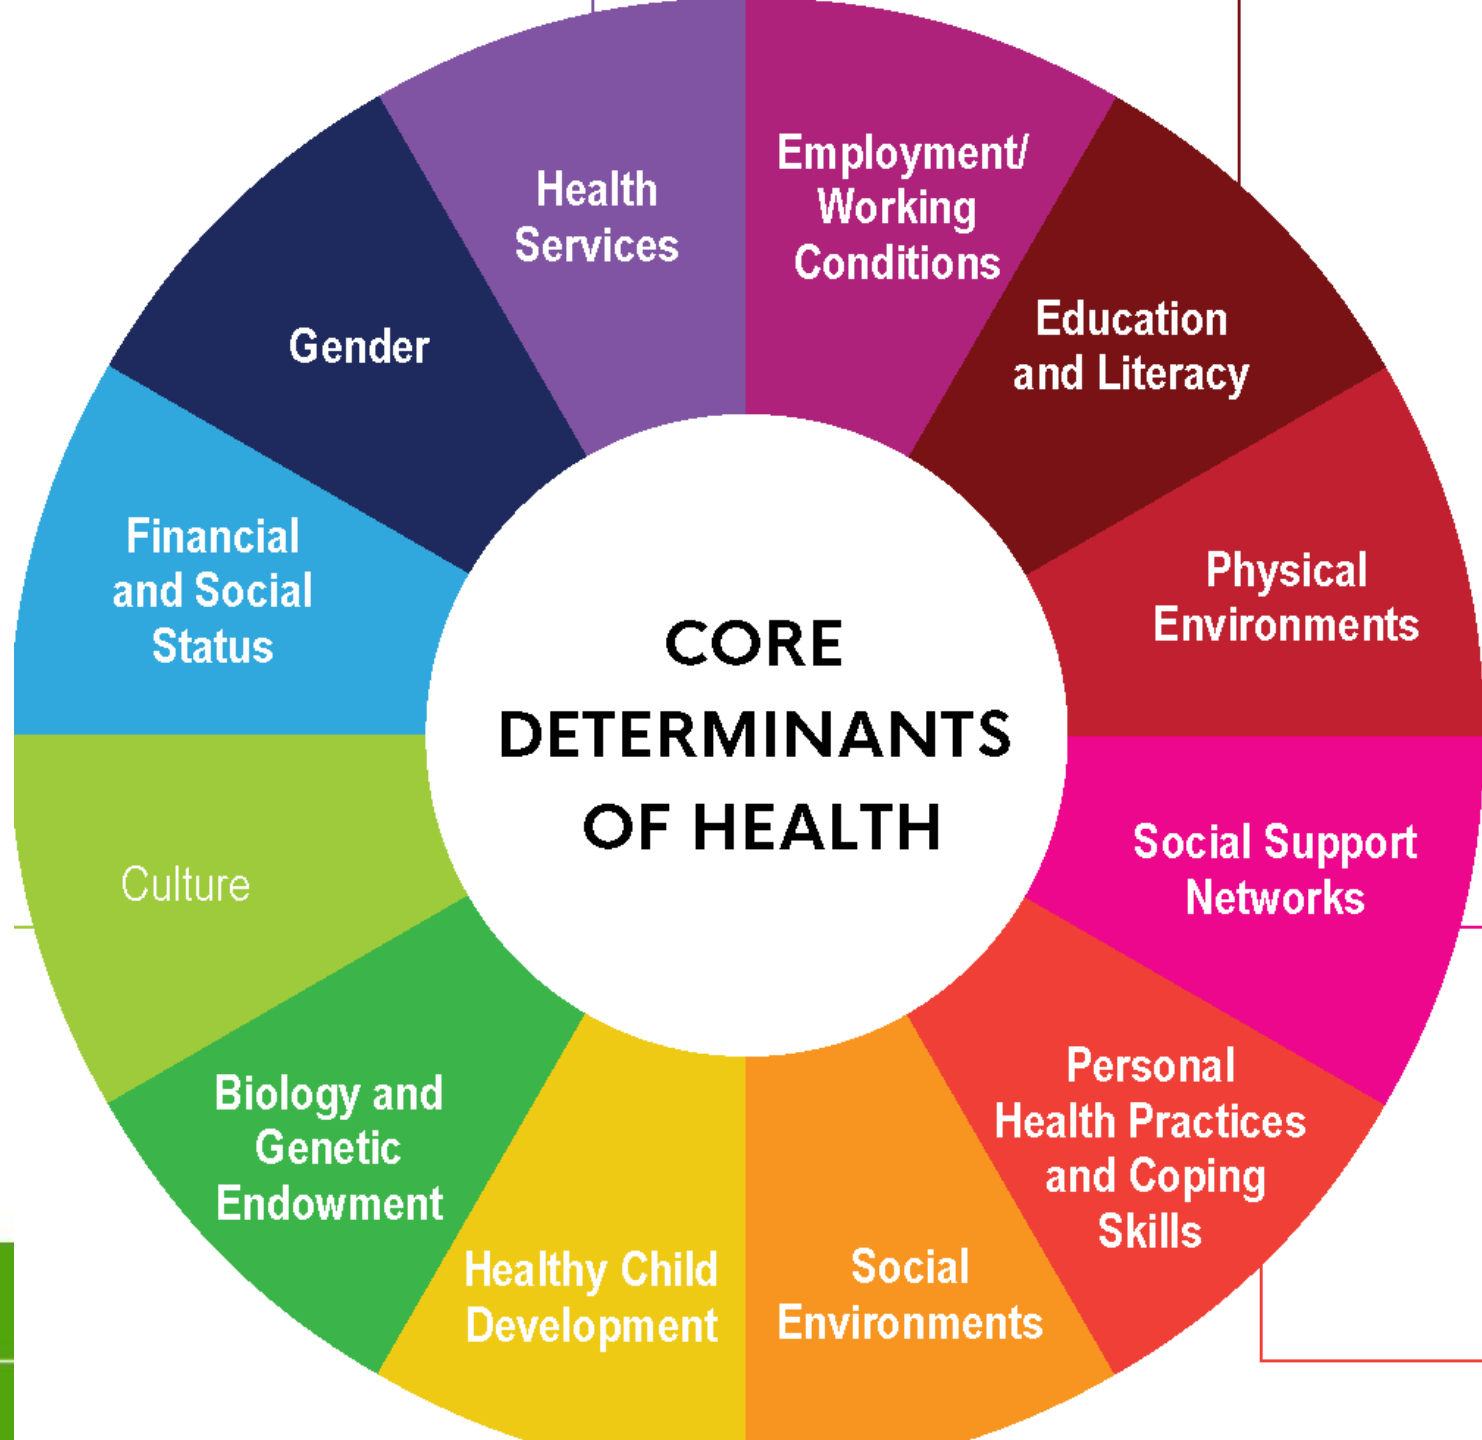 Health
Services
Employment/
Working
Conditions
Education
and Literacy
Physical
Environments
Social Support
Networks
Personal
Health Practices
and Coping
Skills
Social
Environments
Healthy Child
Development
Biology and
Genetic
Endowment
Culture
Financial
and Social
Status
Gender
CORE
DETERMINANTS
OF HEALTH